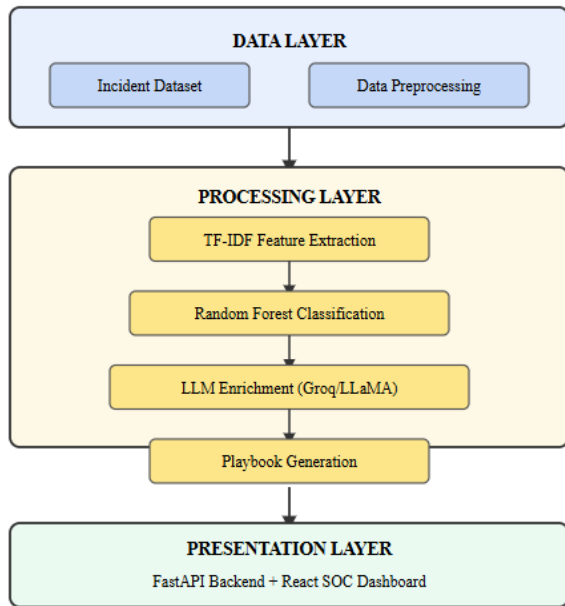 DATA LAYER
Incident Dataset
Data Preprocessing
PROCESSING LAYER
TF-IDF Feature Extraction
Random Forest Classification
LLM Enrichment (Groq/LLaMA)
Playbook Generation
PRESENTATION LAYER
FastAPI Backend + React SOC Dashboard